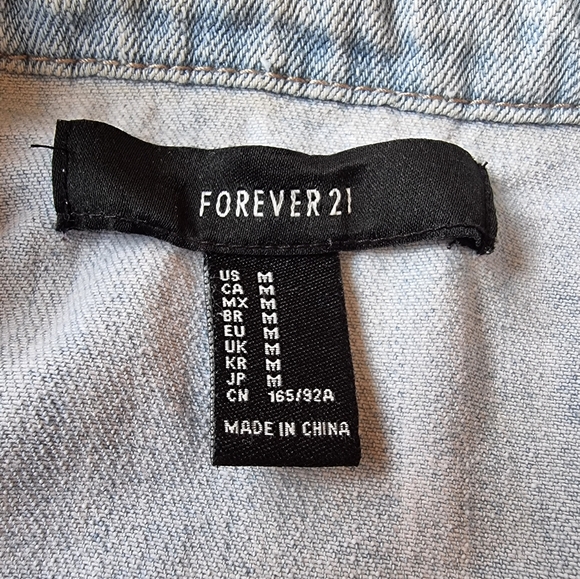 FOREVER 21
US M
CA M
MX M
BR M
EU M
UK M
KR M
JP M
CN 165/92A
MADE IN CHINA